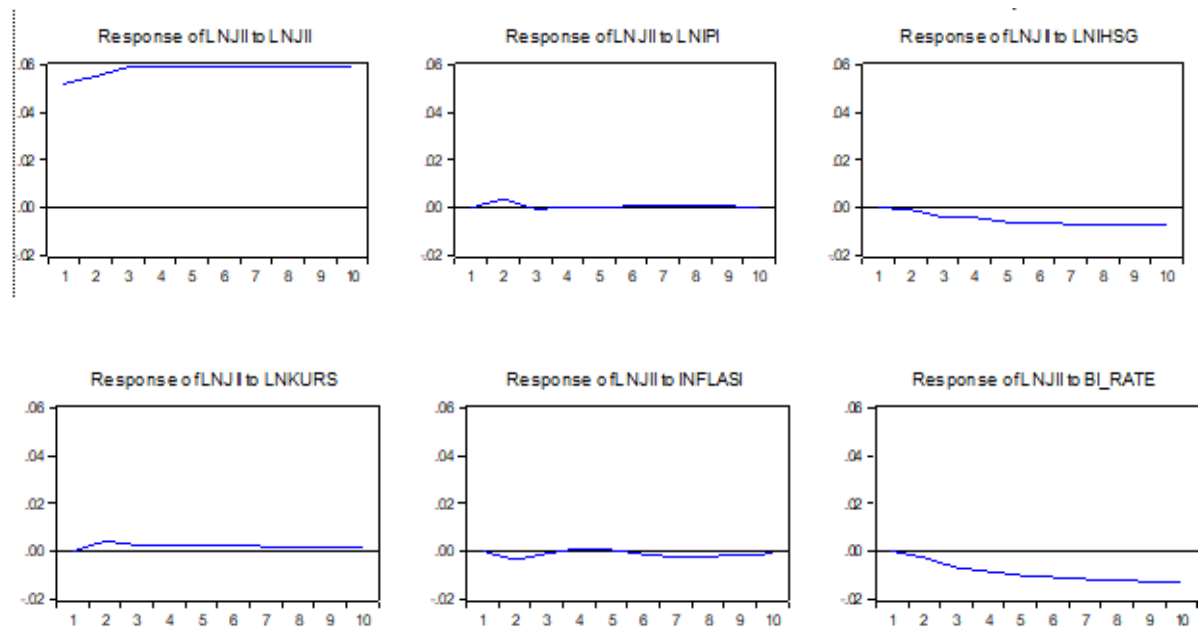 Response of LNJII to LNJII
.06
.04
.02
.00
-.02
1 2 3 4 5 6 7 8 9 10
Response of LNJII to LNIPI
.06
.04
.02
.00
-.02
1 2 3 4 5 6 7 8 9 10
Response of LNJII to LNIHSG
.06
.04
.02
.00
-.02
1 2 3 4 5 6 7 8 9 10
Response of LNJII to LNKURS
.06
.04
.02
.00
-.02
1 2 3 4 5 6 7 8 9 10
Response of LNJII to INFLASI
.06
.04
.02
.00
-.02
1 2 3 4 5 6 7 8 9 10
Response of LNJII to BI_RATE
.06
.04
.02
.00
-.02
1 2 3 4 5 6 7 8 9 10